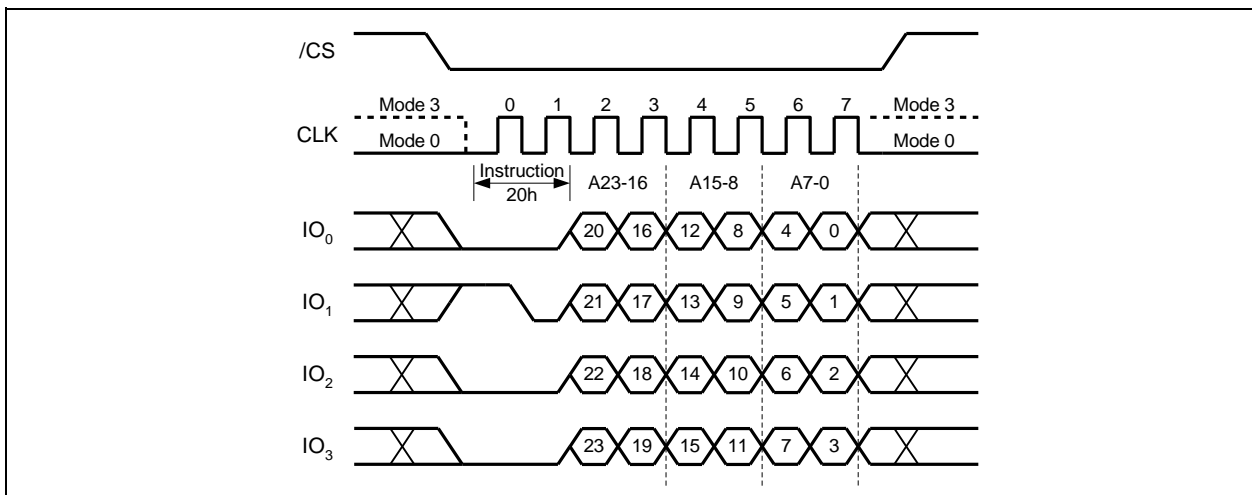 /CS
Mode 3 0 1 2 3 4 5 6 7 Mode 3
CLK
Mode 0 Mode 0
Instruction A23-16 A15-8 A7-0
20h
IO0 20 16 12 8 4 0
IO1 21 17 13 9 5 1
IO2 22 18 14 10 6 2
IO3 23 19 15 11 7 3